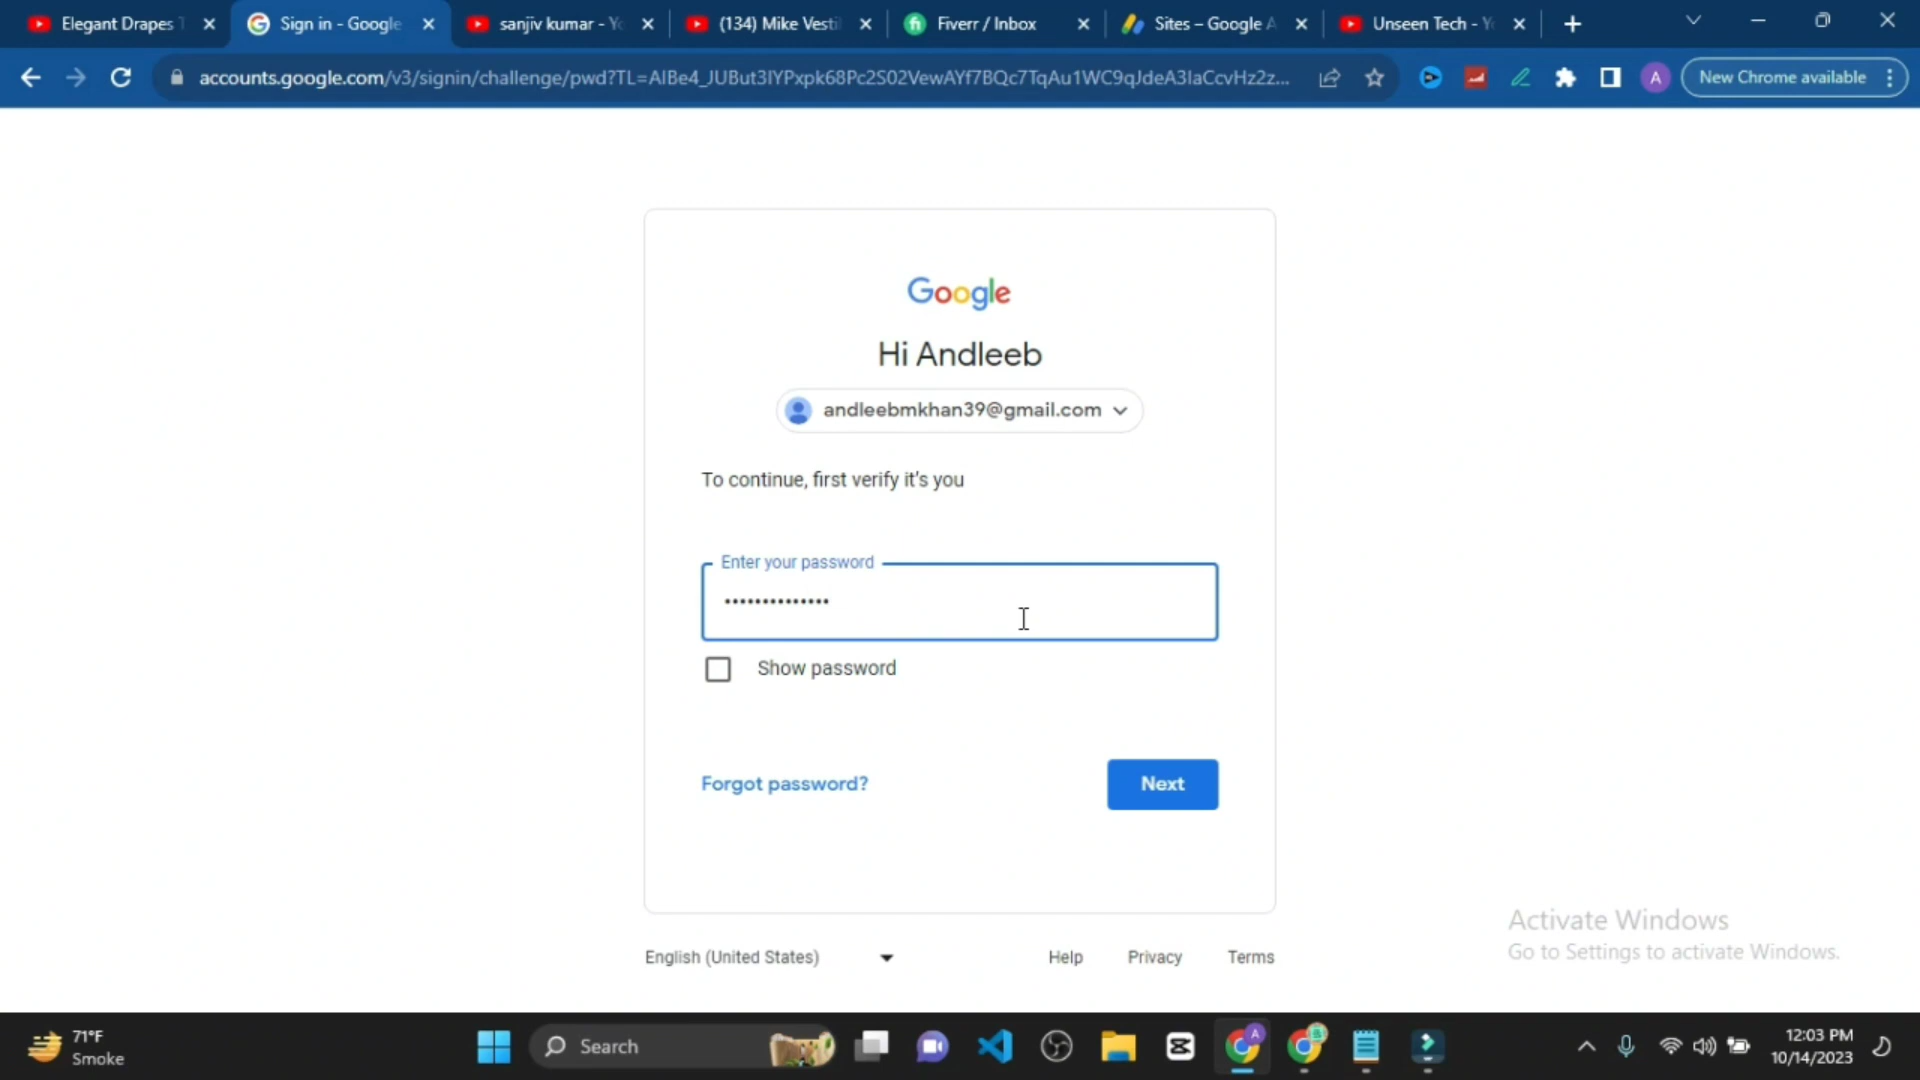 Elegant Drapes T
Sign in - Google
sanjiv kumar - Yo
(134) Mike Vesti
Fiverr / Inbox
Sites – Google A
Unseen Tech - Y
accounts.google.com/v3/signin/challenge/pwd?TL=AIBe4_JUBut3IYPxpk68Pc2S02VewAYf7BQc7TqAu1WC9qJdeA3IaCcvHz2z...
A
New Chrome available
Google
Hi Andleeb
andleebmkhan39@gmail.com
To continue, first verify it's you
Enter your password
••••••••••••••
Show password
Forgot password?
Next
English (United States)
Help
Privacy
Terms
Activate Windows
Go to Settings to activate Windows.
71°F
Smoke
Search
12:03 PM
10/14/2023